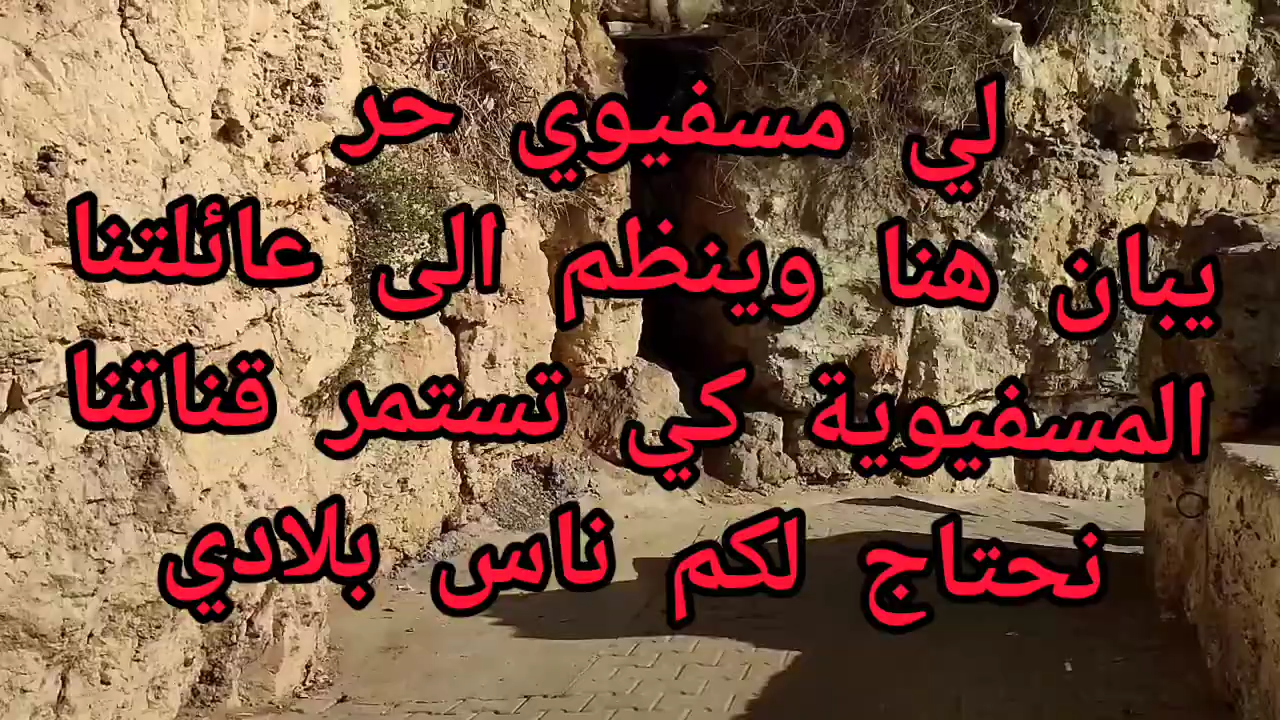 لي مسفيوي حر
يبان هنا وينظم الى عائلتنا
المسفيوية كي تستمر قناتنا
نحتاج لكم ناس بلادي